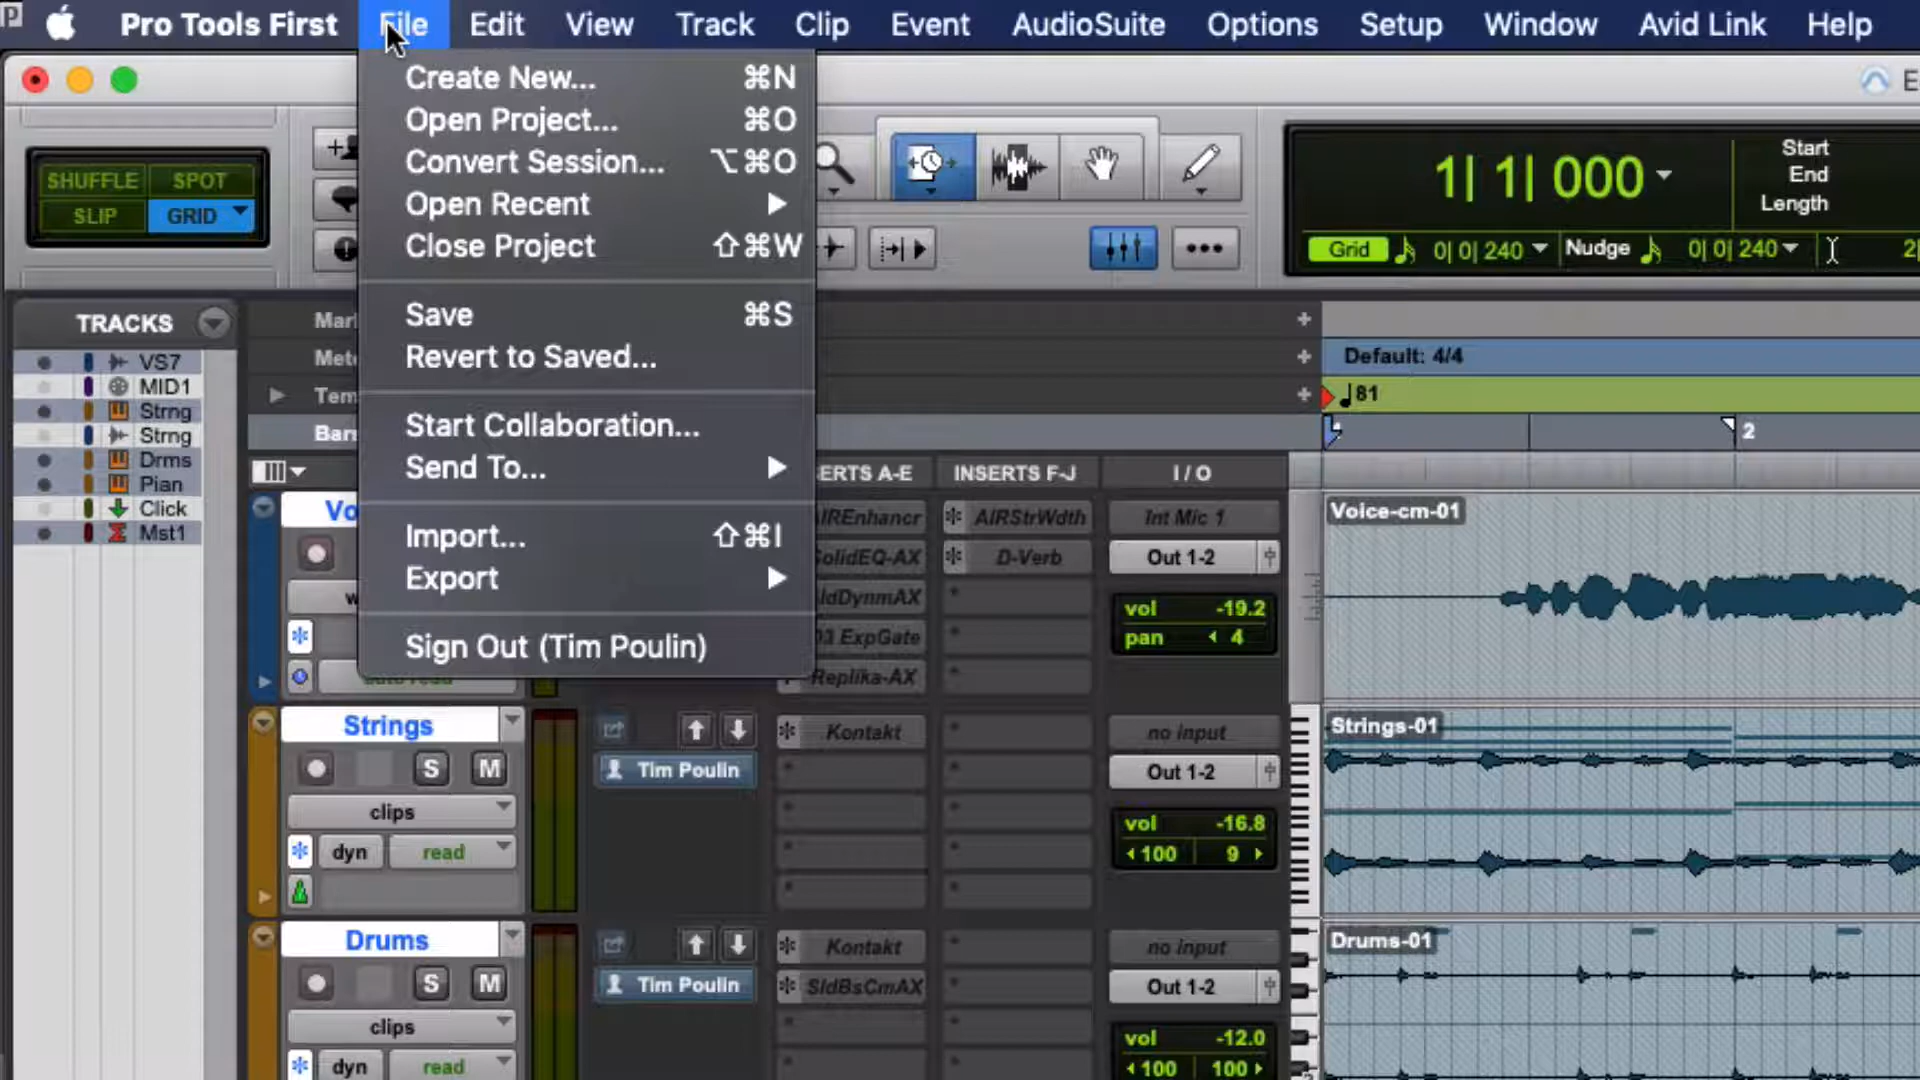 Pro Tools First File Edit View Track Clip Event AudioSuite Options Setup Window Avid Link Help
Create New... ⌘N
Open Project... ⌘O
Convert Session... ⌥⌘O
Open Recent
Close Project ⇧⌘W
Save ⌘S
Revert to Saved...
Start Collaboration...
Send To...
Import... ⇧⌘I
Export
Sign Out (Tim Poulin)
SHUFFLE SPOT
SLIP GRID
1| 1| 000
Start
End
Length
Grid 0| 0| 240 Nudge 0| 0| 240
TRACKS
VS7
MID1
Strng
Strng
Drms
Pian
Click
Mst1
Default: 4/4
81
2
INSERTS F-J I / O
AIRStrWdth Int Mic 1
D-Verb Out 1-2
vol -19.2
pan 4
Replika-AX
Voice-cm-01
Strings
S M
clips
dyn read
Tim Poulin
Kontakt
no input
Out 1-2
vol -16.8
100 9
Strings-01
Drums
S M
clips
dyn read
Tim Poulin
Kontakt
SldBsCmAX
no input
Out 1-2
vol -12.0
100 100
Drums-01